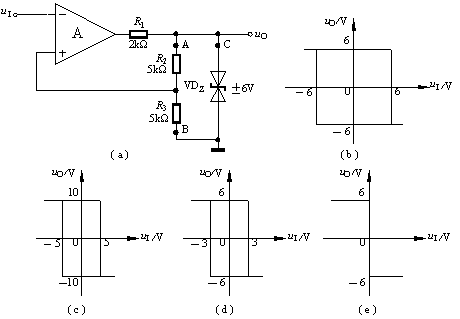 uI
A
−
+
R1
2kΩ
A
C
uO
R2
5kΩ
VDZ
±6V
R3
5kΩ
B
(a)
uO/V
6
−6
0
6
uI/V
−6
(b)
uO/V
10
−5
0
5
uI/V
−10
(c)
uO/V
6
−3
0
3
uI/V
−6
(d)
uO/V
6
0
uI/V
−6
(e)